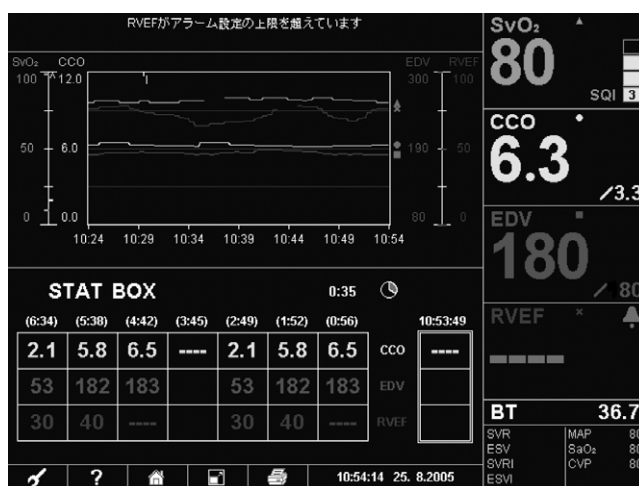 RVEFがアラーム設定の上限を超えています
SvO₂ CCO EDV RVEF
100 12.0 300 100
50 6.0 190 50
0 0.0 80 0
10:24 10:29 10:34 10:39 10:44 10:49 10:54
STAT BOX 0:35
(6:34) (5:38) (4:42) (3:45) (2:49) (1:52) (0:56) 10:53:49
2.1 5.8 6.5 ---- 2.1 5.8 6.5 CCO ----
53 182 183 53 182 183 EDV
30 40 ---- 30 40 ---- RVEF
? 10:54:14 25. 8.2005
SvO₂
80
SQI 3
CCO
6.3
/3.3
EDV
180
/ 80
RVEF
----
BT 36.7
SVR MAP 80
ESV SaO₂ 80
SVRI CVP 80
ESVI